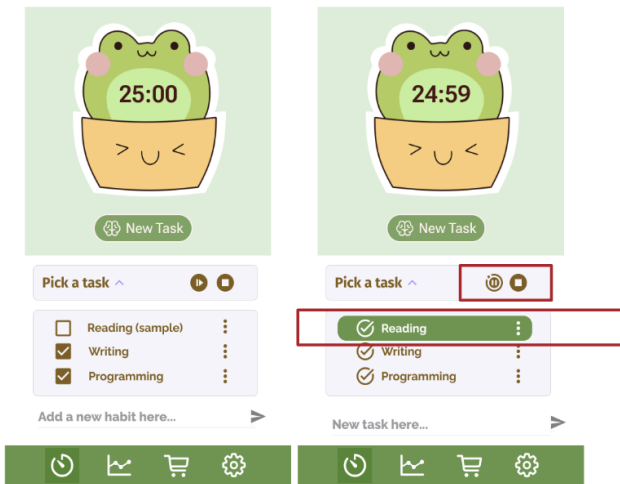 25:00
New Task
Pick a task
Reading (sample)
Writing
Programming
Add a new habit here...
24:59
New Task
Pick a task
Reading
Writing
Programming
New task here...